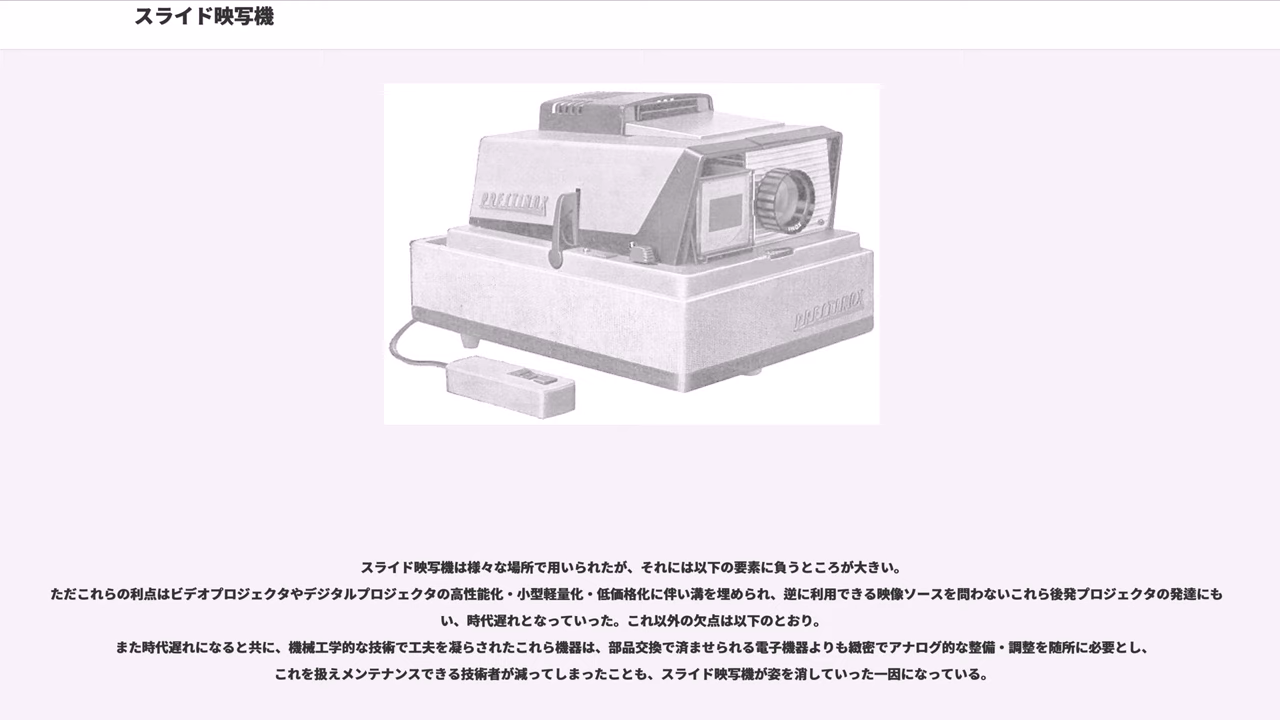 スライド映写機
PRESTINOX
PRESTINOX
スライド映写機は様々な場所で用いられたが、それには以下の要素に負うところが大きい。
ただこれらの利点はビデオプロジェクタやデジタルプロジェクタの高性能化・小型軽量化・低価格化に伴い溝を埋められ、逆に利用できる映像ソースを問わないこれら後発プロジェクタの発達にも
い、時代遅れとなっていった。これ以外の欠点は以下のとおり。
また時代遅れになると共に、機械工学的な技術で工夫を凝らされたこれら機器は、部品交換で済ませられる電子機器よりも緻密でアナログ的な整備・調整を随所に必要とし、
これを扱えメンテナンスできる技術者が減ってしまったことも、スライド映写機が姿を消していった一因になっている。